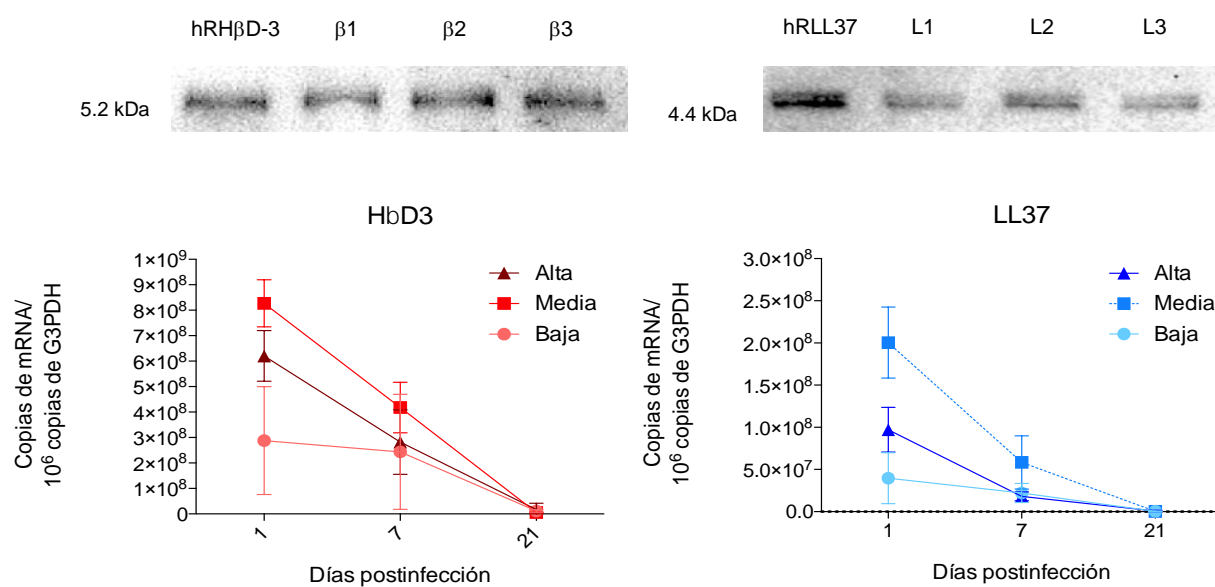 hRHβD-3 β1 β2 β3
5.2 kDa
hRLL37 L1 L2 L3
4.4 kDa
HbD3
Copias de mRNA/
10⁶ copias de G3PDH
1×10⁹
9×10⁸
8×10⁸
7×10⁸
6×10⁸
5×10⁸
4×10⁸
3×10⁸
2×10⁸
1×10⁸
0
Alta
Media
Baja
1 7 21
Días postinfección
LL37
Copias de mRNA/
10⁶ copias de G3PDH
3.0×10⁸
2.5×10⁸
2.0×10⁸
1.5×10⁸
1.0×10⁸
5.0×10⁷
0.0
Alta
Media
Baja
1 7 21
Días postinfección